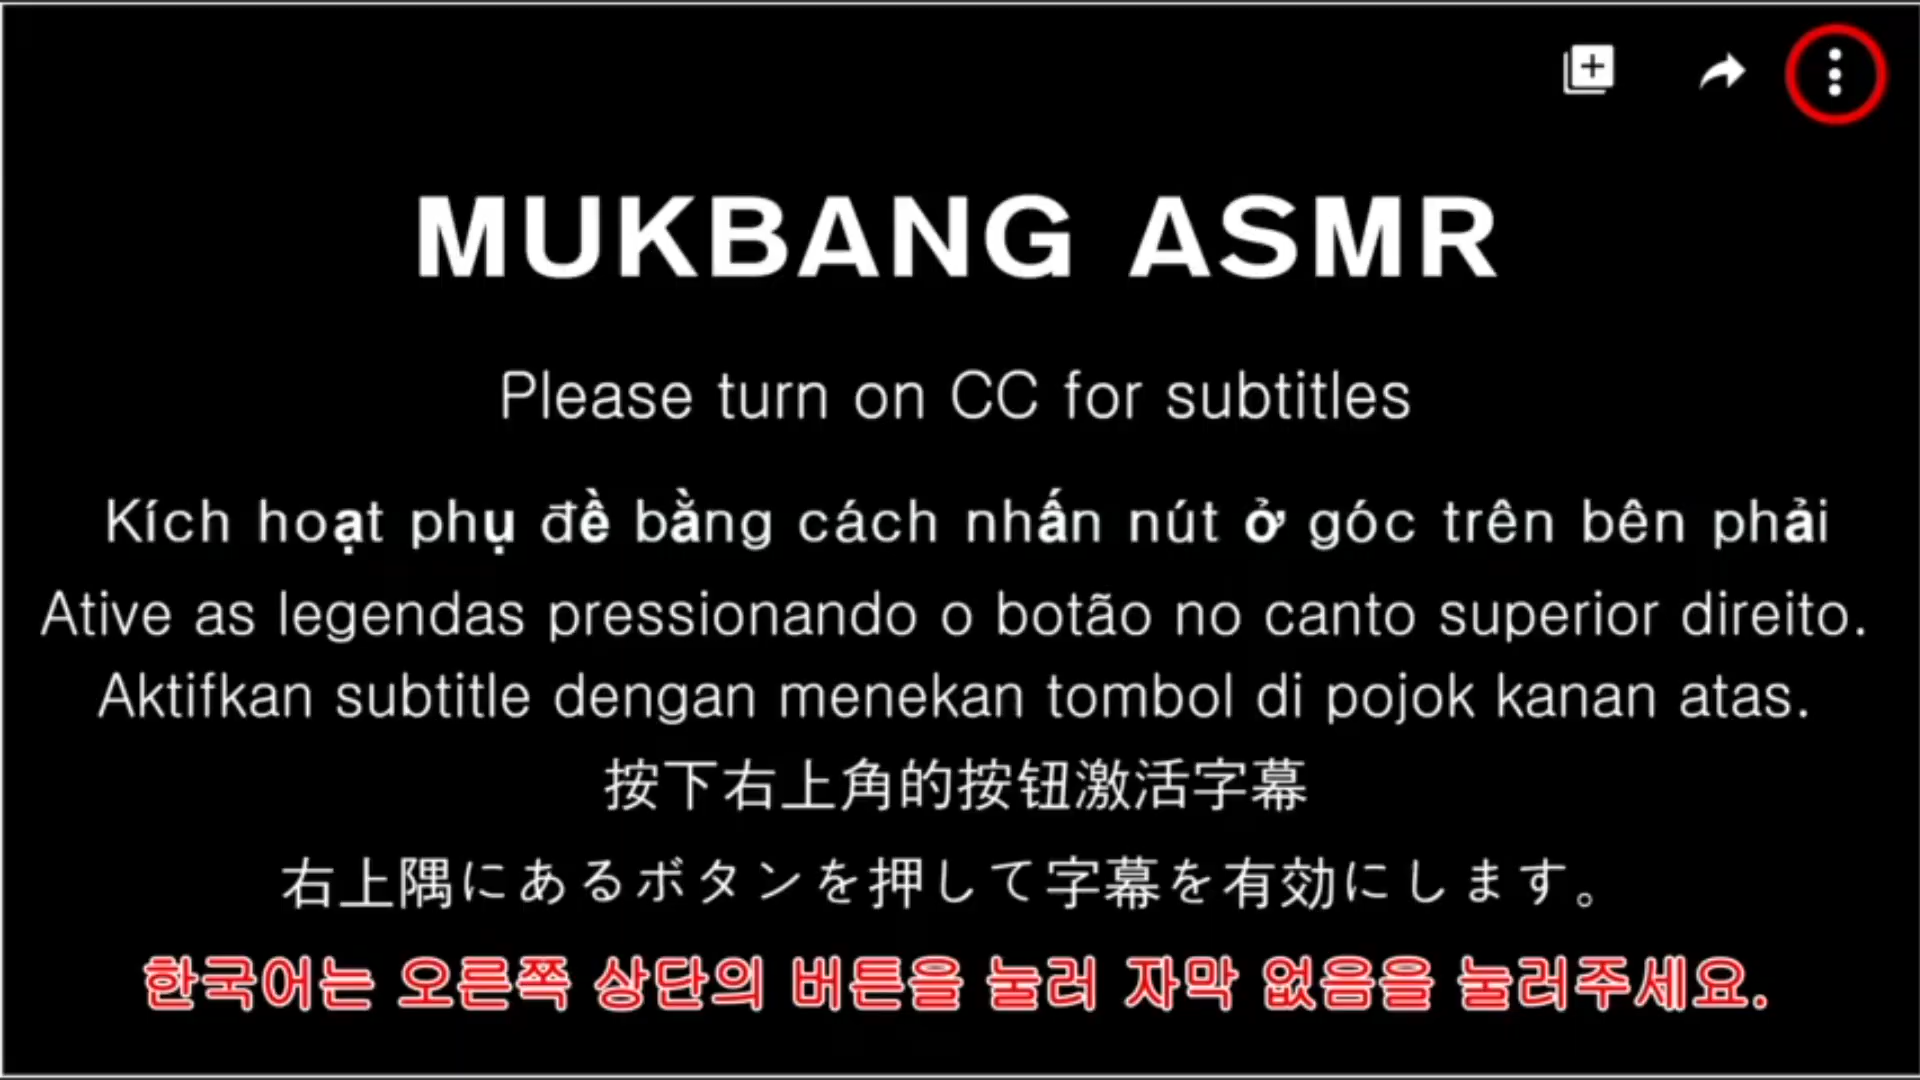 MUKBANG ASMR
Please turn on CC for subtitles
Kích hoạt phụ đề bằng cách nhấn nút ở góc trên bên phải
Ative as legendas pressionando o botão no canto superior direito.
Aktifkan subtitle dengan menekan tombol di pojok kanan atas.
按下右上角的按钮激活字幕
右上隅にあるボタンを押して字幕を有効にします。
한국어는 오른쪽 상단의 버튼을 눌러 자막 없음을 눌러주세요.